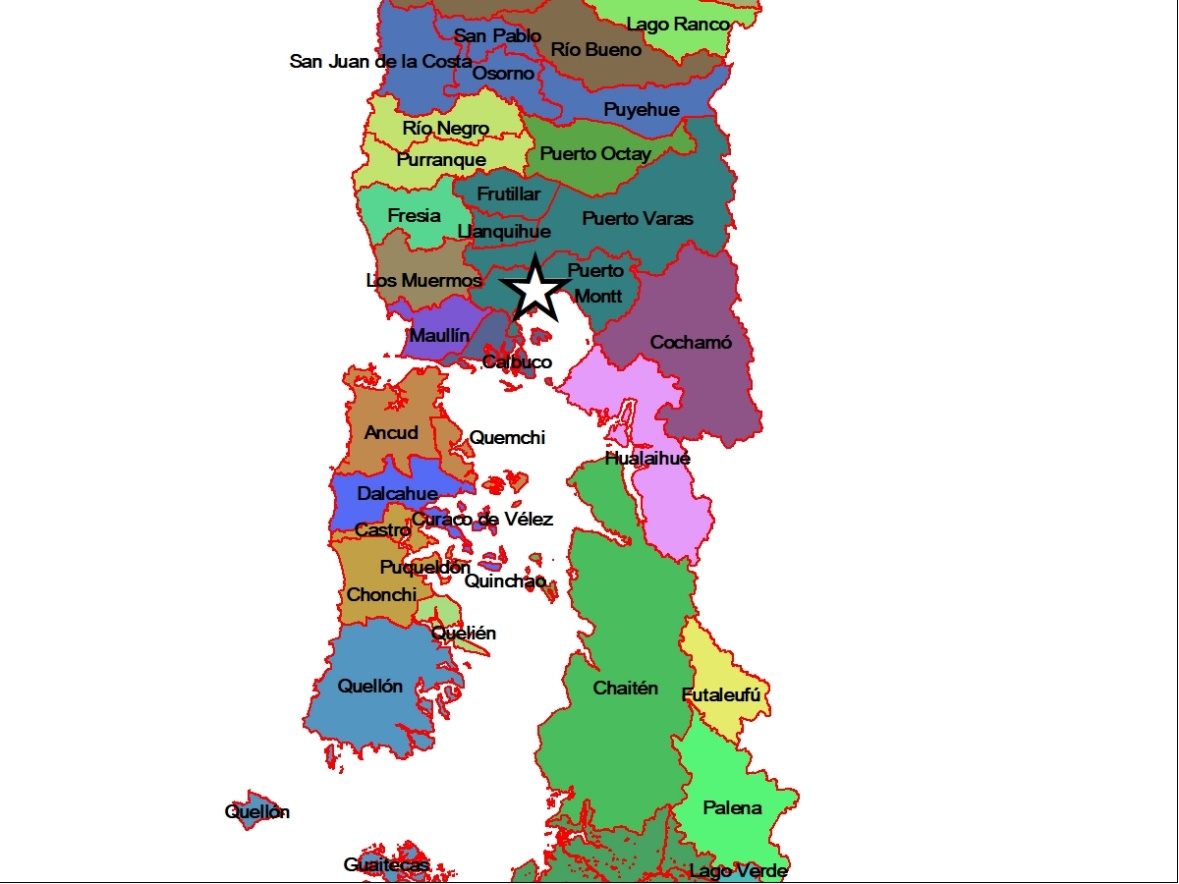 Lago Ranco
San Pablo
Río Bueno
San Juan de la Costa
Osorno
Puyehue
Río Negro
Puerto Octay
Purranque
Frutillar
Fresia
Puerto Varas
Llanquihue
Puerto
Montt
Los Muermos
Maullín
Cochamó
Calbuco
Ancud
Quemchi
Hualaihué
Dalcahue
Curaco de Vélez
Castro
Puqueldón
Quinchao
Chonchi
Quelién
Quellón
Chaitén
Futaleufú
Palena
Quellón
Guaitecas
Lago Verde